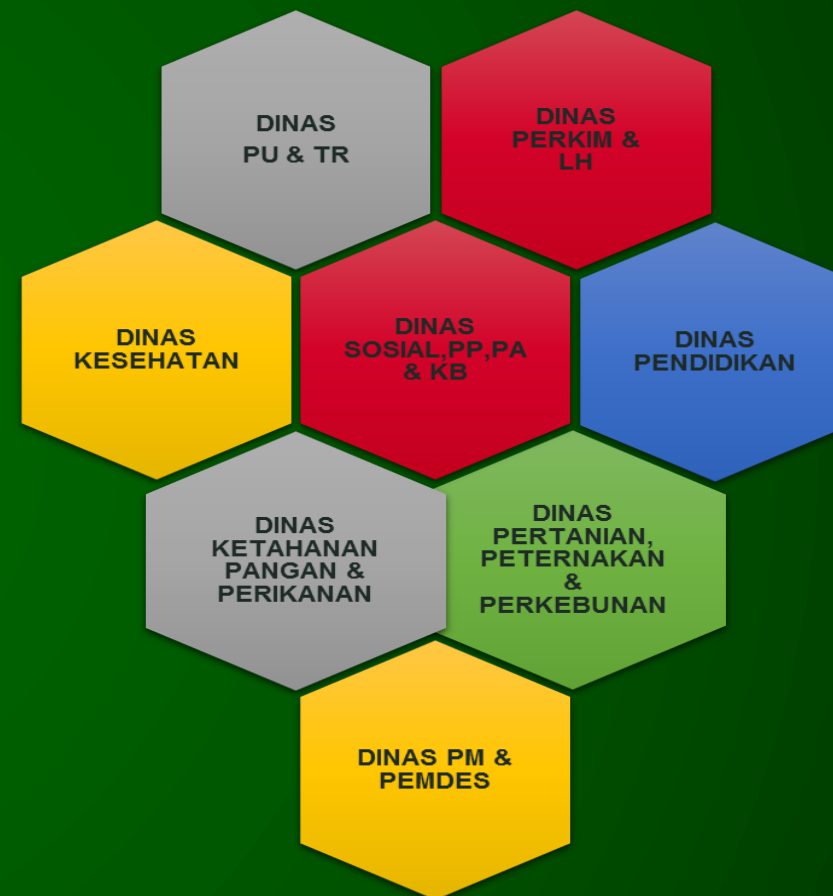 DINAS
PU & TR
DINAS
PERKIM &
LH
DINAS
KESEHATAN
DINAS
SOSIAL,PP,PA
& KB
DINAS
PENDIDIKAN
DINAS
KETAHANAN
PANGAN &
PERIKANAN
DINAS
PERTANIAN,
PETERNAKAN
&
PERKEBUNAN
DINAS PM &
PEMDES